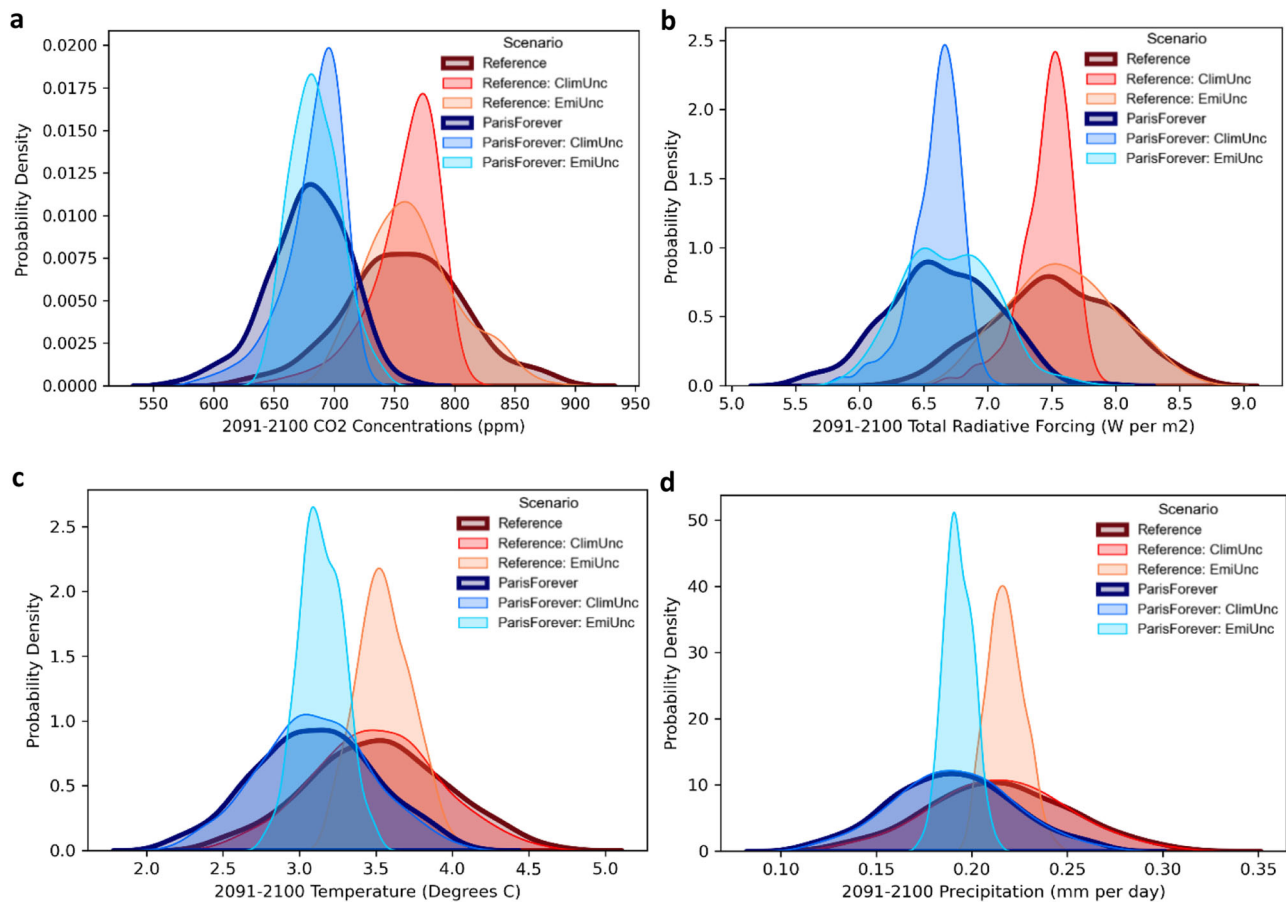 a
Scenario
Reference
Reference: ClimUnc
Reference: EmiUnc
ParisForever
ParisForever: ClimUnc
ParisForever: EmiUnc
Probability Density
0.0200
0.0175
0.0150
0.0125
0.0100
0.0075
0.0050
0.0025
0.0000
550 600 650 700 750 800 850 900 950
2091-2100 CO2 Concentrations (ppm)
b
Scenario
Reference
Reference: ClimUnc
Reference: EmiUnc
ParisForever
ParisForever: ClimUnc
ParisForever: EmiUnc
Probability Density
2.5
2.0
1.5
1.0
0.5
0.0
5.0 5.5 6.0 6.5 7.0 7.5 8.0 8.5 9.0
2091-2100 Total Radiative Forcing (W per m2)
c
Scenario
Reference
Reference: ClimUnc
Reference: EmiUnc
ParisForever
ParisForever: ClimUnc
ParisForever: EmiUnc
Probability Density
2.5
2.0
1.5
1.0
0.5
0.0
2.0 2.5 3.0 3.5 4.0 4.5 5.0
2091-2100 Temperature (Degrees C)
d
Scenario
Reference
Reference: ClimUnc
Reference: EmiUnc
ParisForever
ParisForever: ClimUnc
ParisForever: EmiUnc
Probability Density
50
40
30
20
10
0
0.10 0.15 0.20 0.25 0.30 0.35
2091-2100 Precipitation (mm per day)